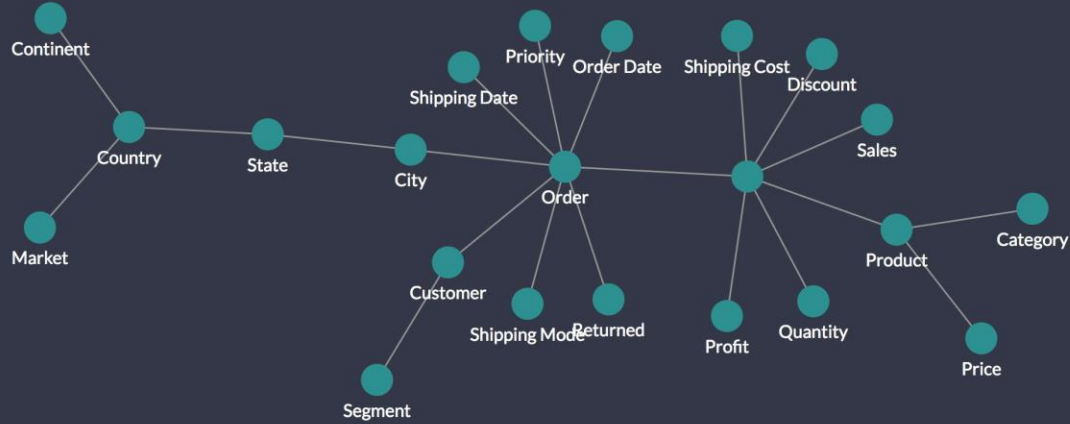 Continent
Priority
Order Date
Shipping Cost
Discount
Shipping Date
Sales
Country
State
City
Order
Category
Market
Product
Customer
Shipping Mode
Returned
Profit
Quantity
Price
Segment